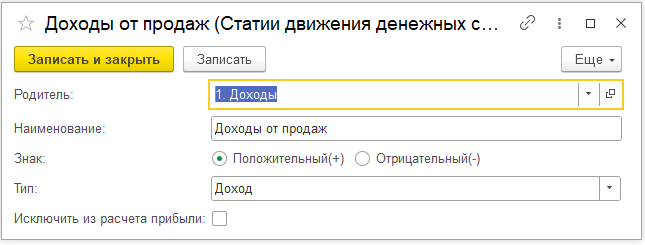 Доходы от продаж (Статии движения денежных с...
Записать и закрыть Записать Еще
Родитель: 1. Доходы
Наименование: Доходы от продаж
Знак: Положительный(+) Отрицательный(-)
Тип: Доход
Исключить из расчета прибыли: